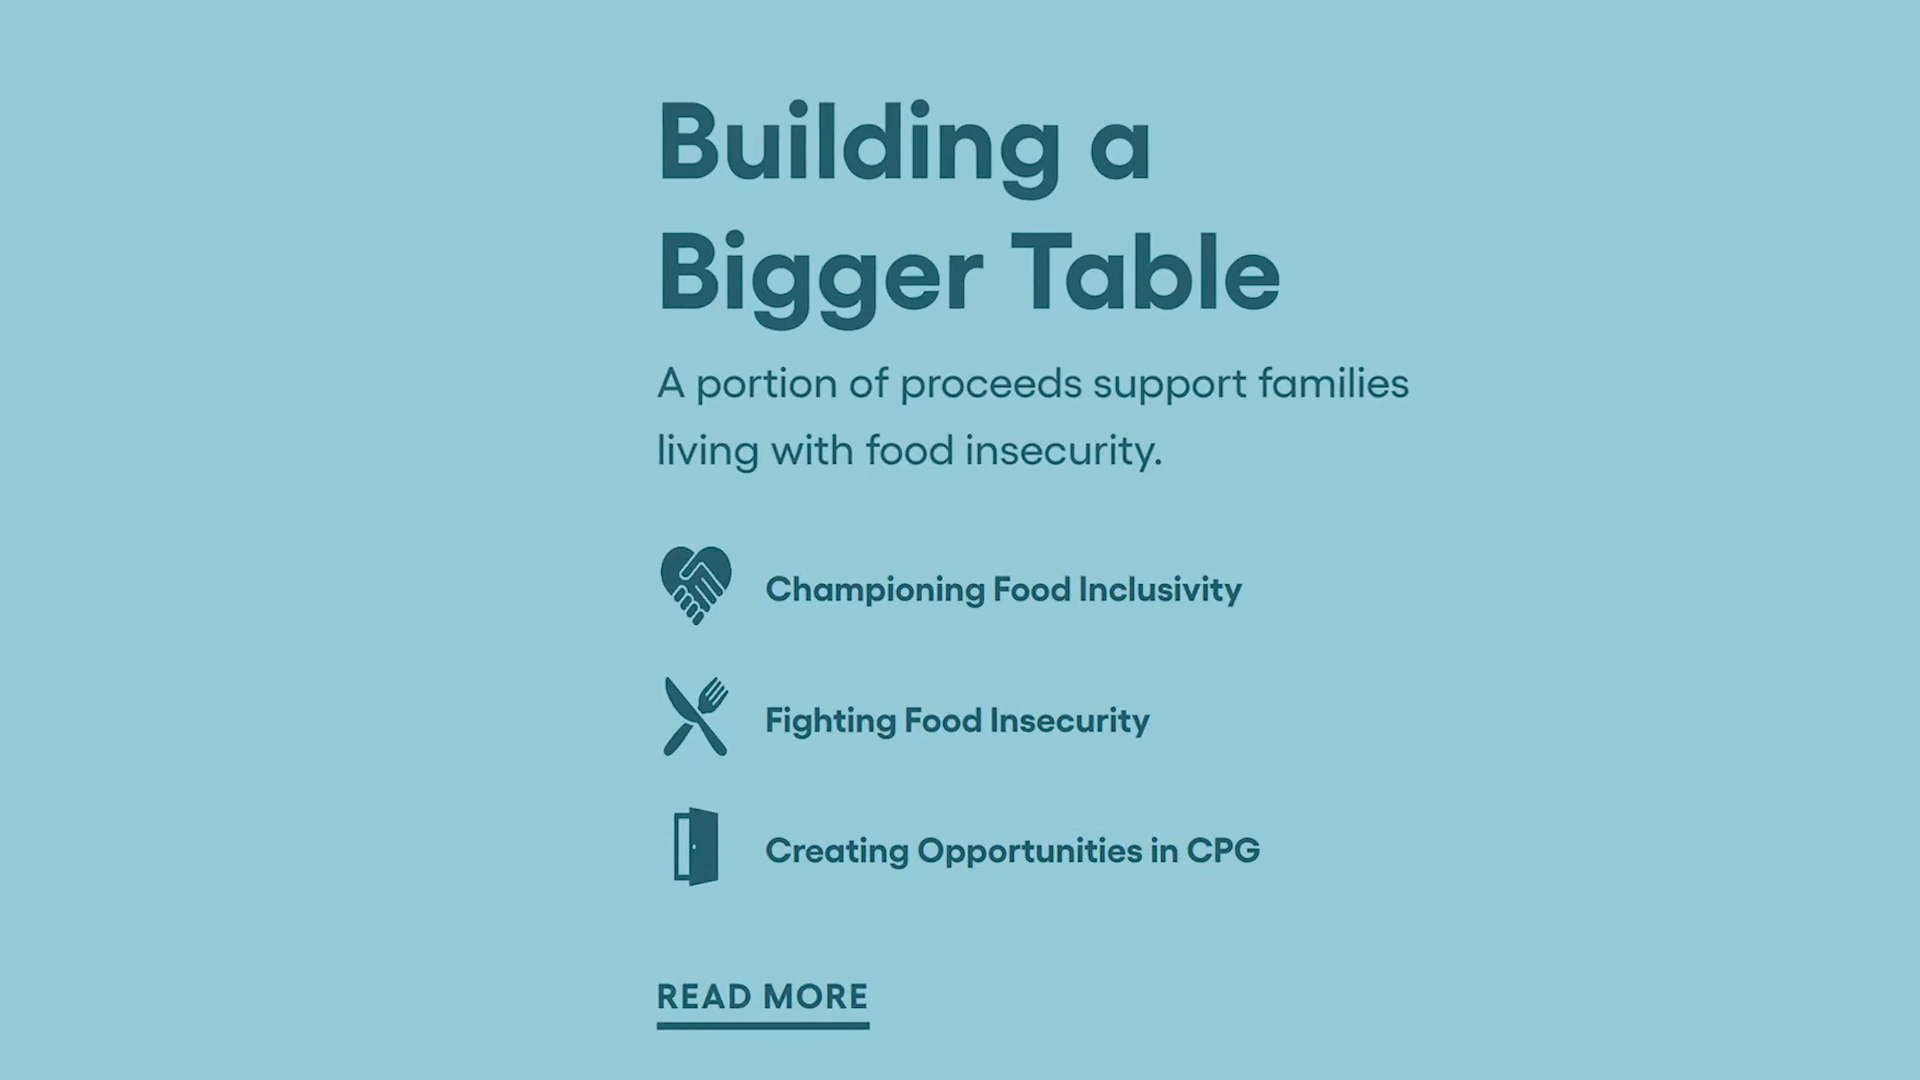 Building a
Bigger Table
A portion of proceeds support families
living with food insecurity.
Championing Food Inclusivity
Fighting Food Insecurity
Creating Opportunities in CPG
READ MORE